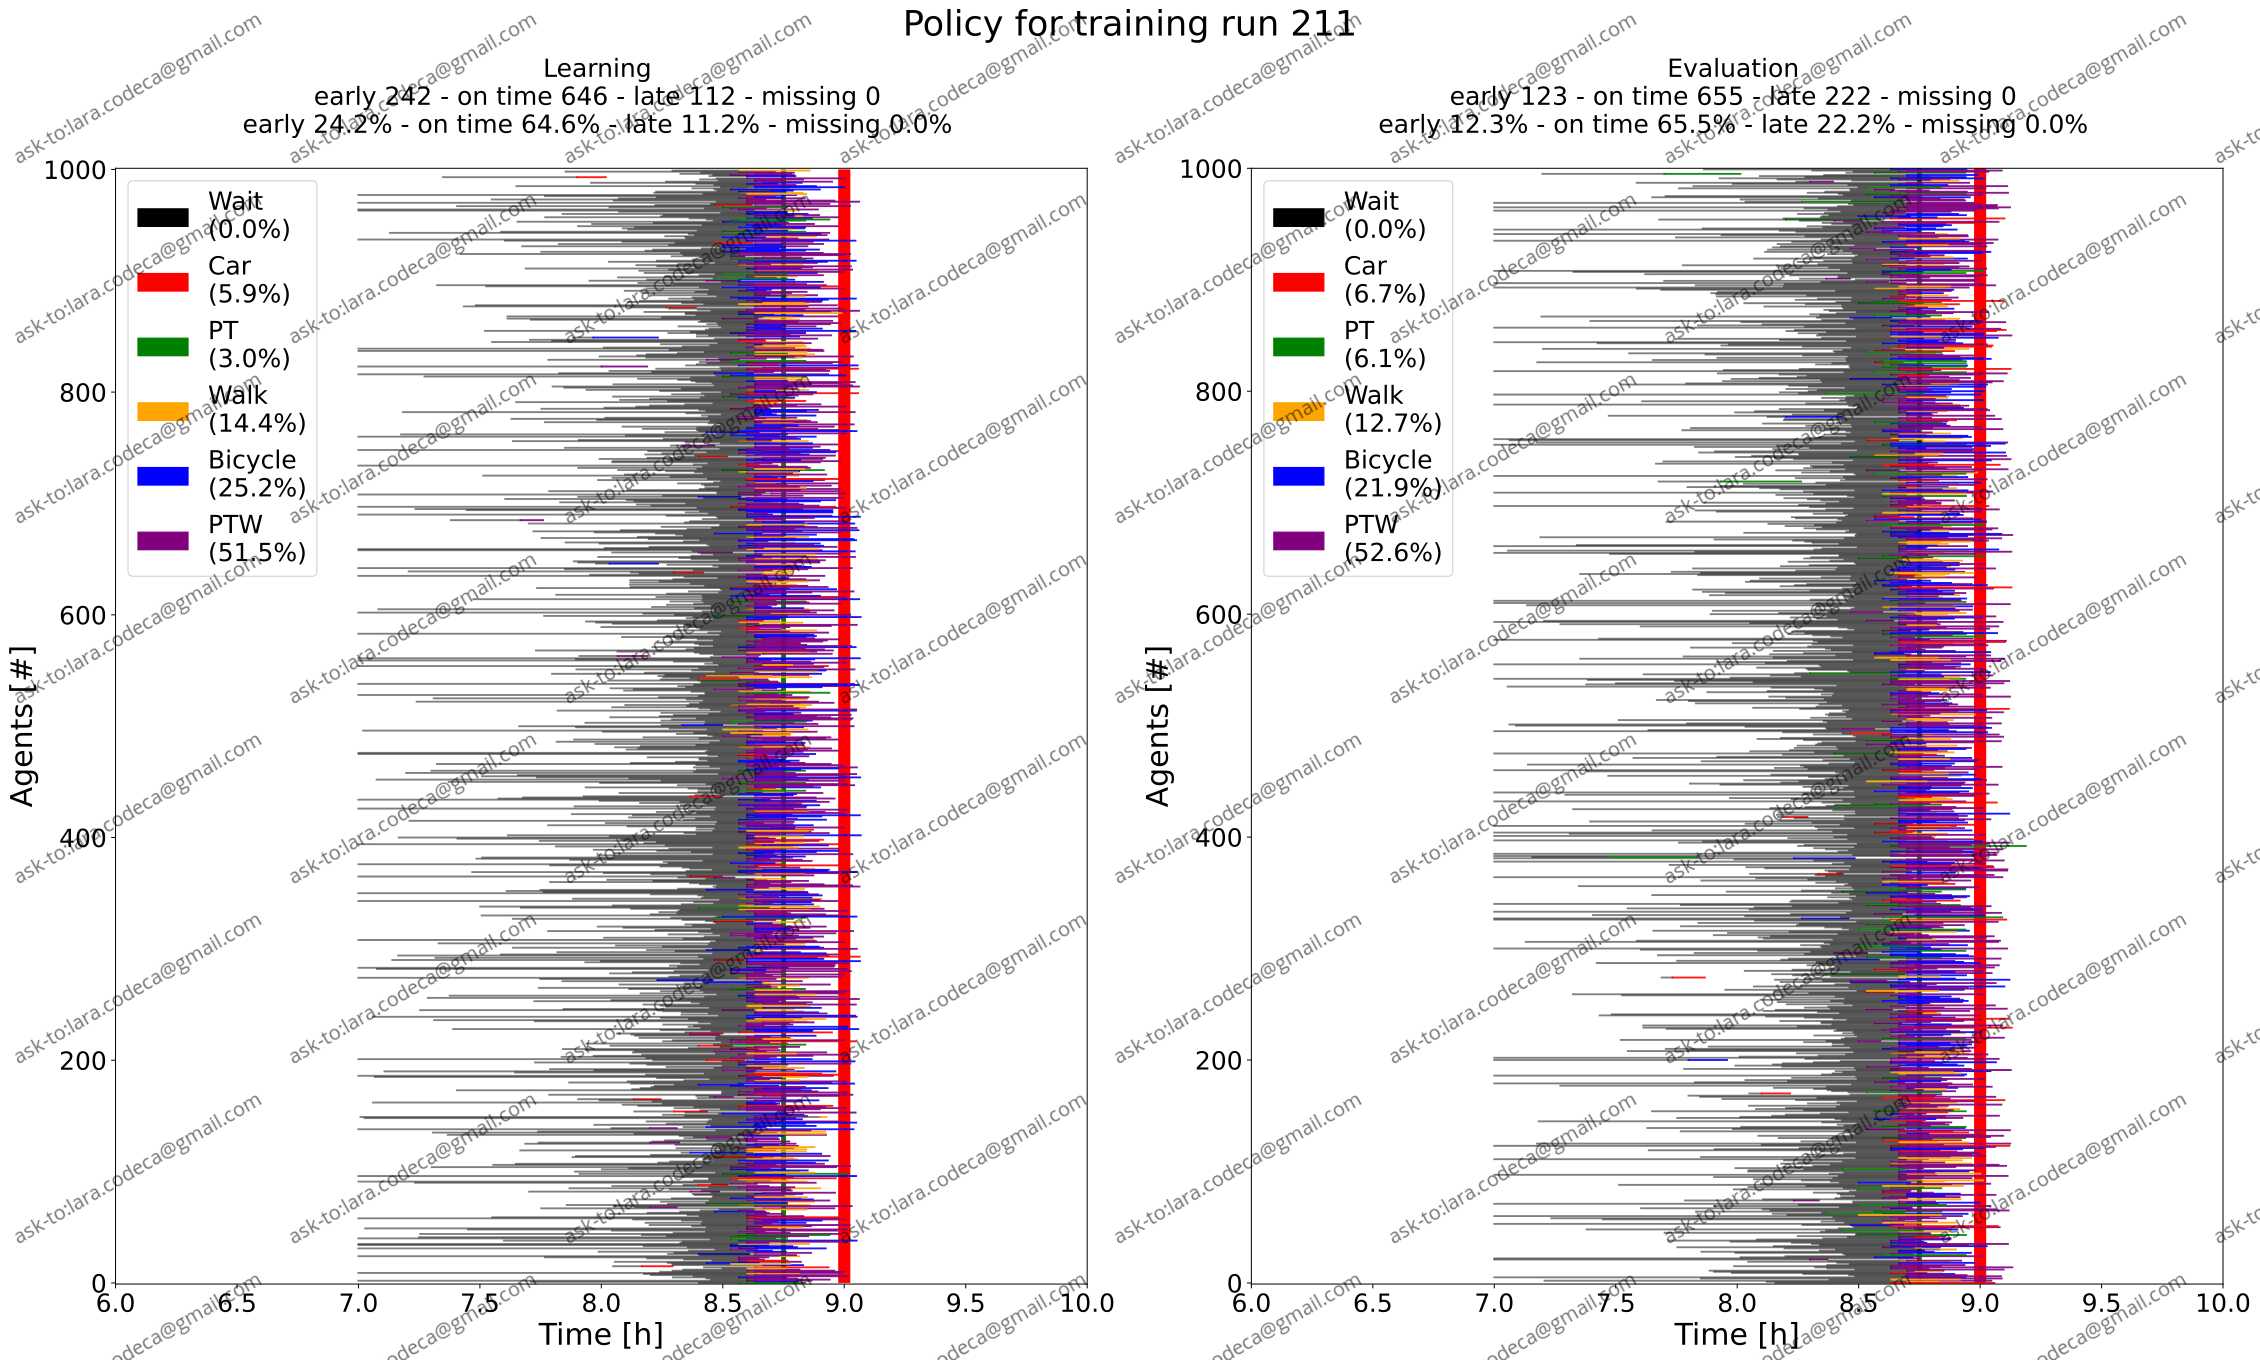 Policy for training run 211
Learning
early 242 - on time 646 - late 112 - missing 0
early 24.2% - on time 64.6% - late 11.2% - missing 0.0%
1000
800
600
400
200
0
Agents [#]
Wait
(0.0%)
Car
(5.9%)
PT
(3.0%)
Walk
(14.4%)
Bicycle
(25.2%)
PTW
(51.5%)
6.0 6.5 7.0 7.5 8.0 8.5 9.0 9.5 10.0
Time [h]
Evaluation
early 123 - on time 655 - late 222 - missing 0
early 12.3% - on time 65.5% - late 22.2% - missing 0.0%
1000
800
600
400
200
0
Agents [#]
Wait
(0.0%)
Car
(6.7%)
PT
(6.1%)
Walk
(12.7%)
Bicycle
(21.9%)
PTW
(52.6%)
6.0 6.5 7.0 7.5 8.0 8.5 9.0 9.5 10.0
Time [h]
ask-to:lara.codeca@gmail.com